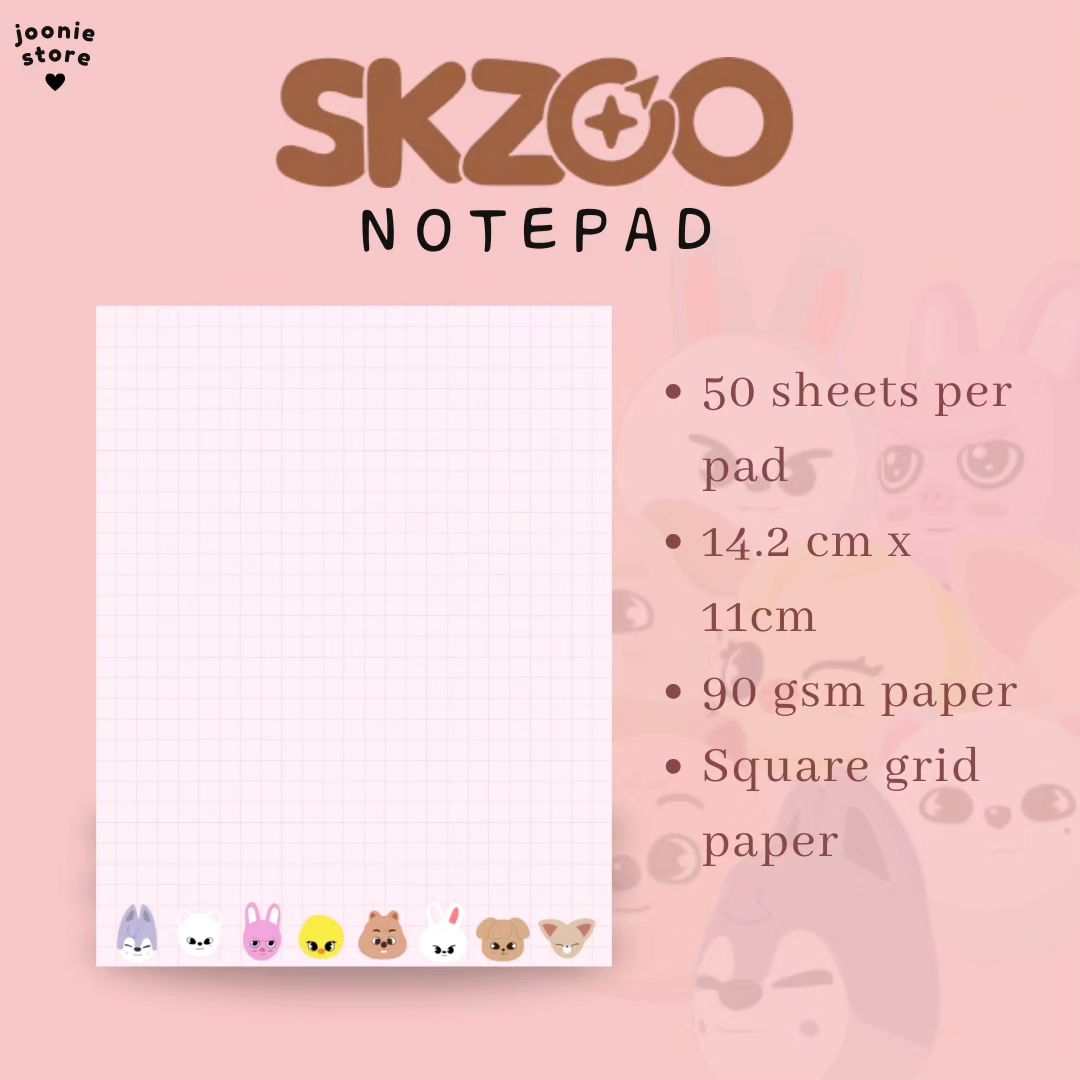 joonie
store
SKZOO
NOTEPAD
50 sheets per
pad
14.2 cm x
11cm
90 gsm paper
Square grid
paper